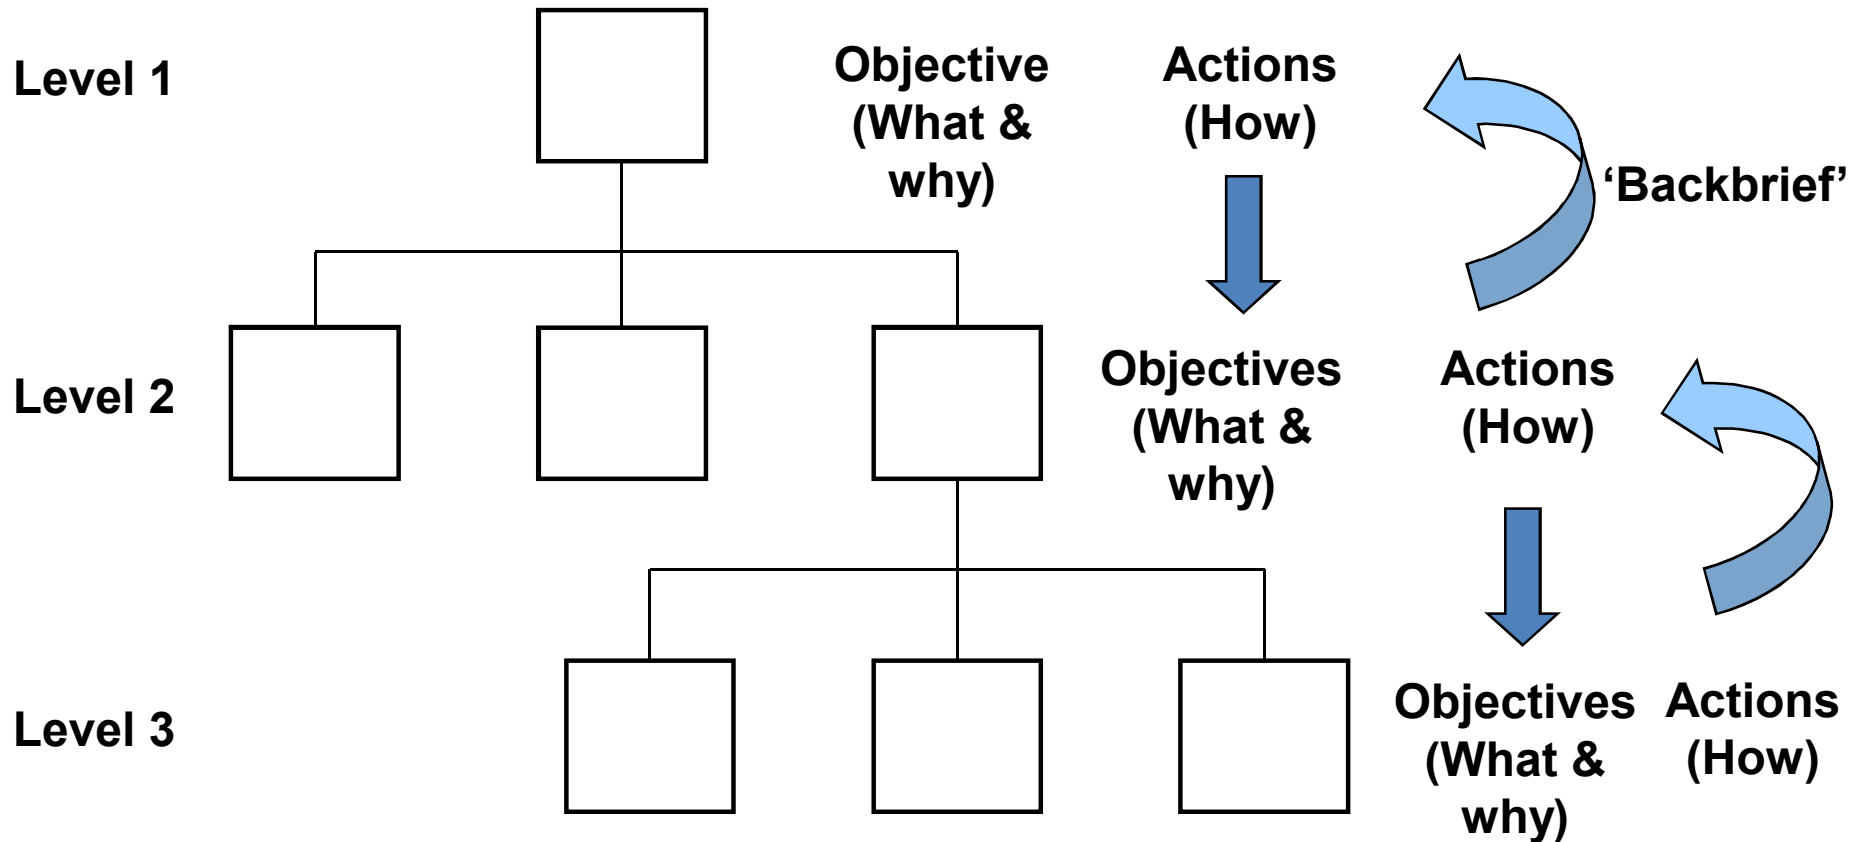 Level 1
Objective
(What &
why)
Actions
(How)
‘Backbrief’
Level 2
Objectives
(What &
why)
Actions
(How)
Level 3
Objectives
(What &
why)
Actions
(How)